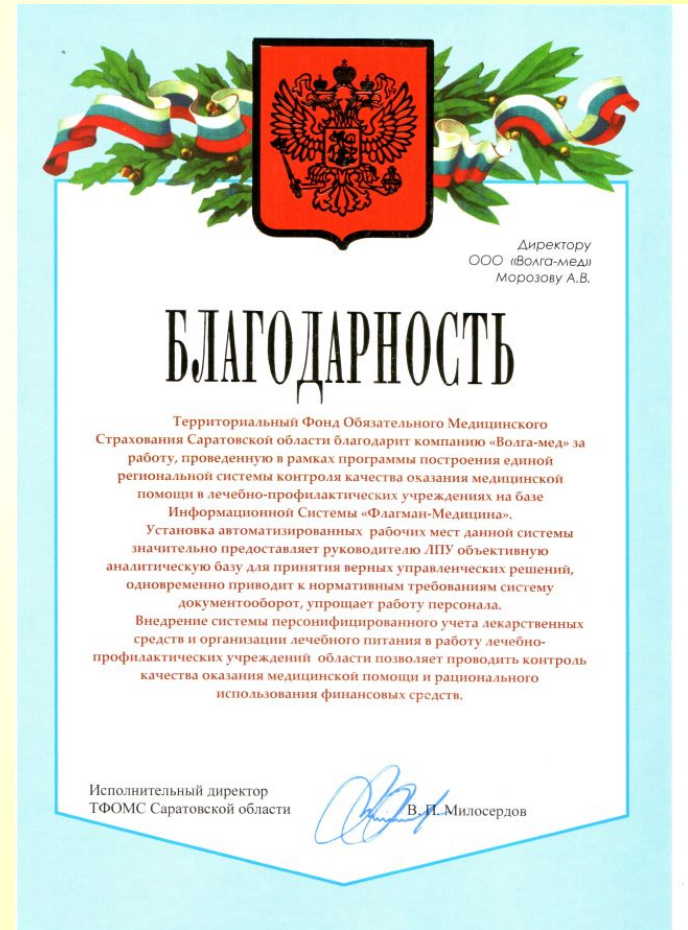 Директору
ООО «Волга-мед»
Морозову А.В.
БЛАГОДАРНОСТЬ
Территориальный Фонд Обязательного Медицинского
Страхования Саратовской области благодарит компанию «Волга-мед» за
работу, проведенную в рамках программы построения единой
региональной системы контроля качества оказания медицинской
помощи в лечебно-профилактических учреждениях на базе
Информационной Системы «Флагман-Медицина».
Установка автоматизированных рабочих мест данной системы
значительно предоставляет руководителю ЛПУ объективную
аналитическую базу для принятия верных управленческих решений,
одновременно приводит к нормативным требованиям систему
документооборот, упрощает работу персонала.
Внедрение системы персонифицированного учета лекарственных
средств и организации лечебного питания в работу лечебно-
профилактических учреждений области позволяет проводить контроль
качества оказания медицинской помощи и рационального
использования финансовых средств.
Исполнительный директор
ТФОМС Саратовской области
В. П. Милосердов